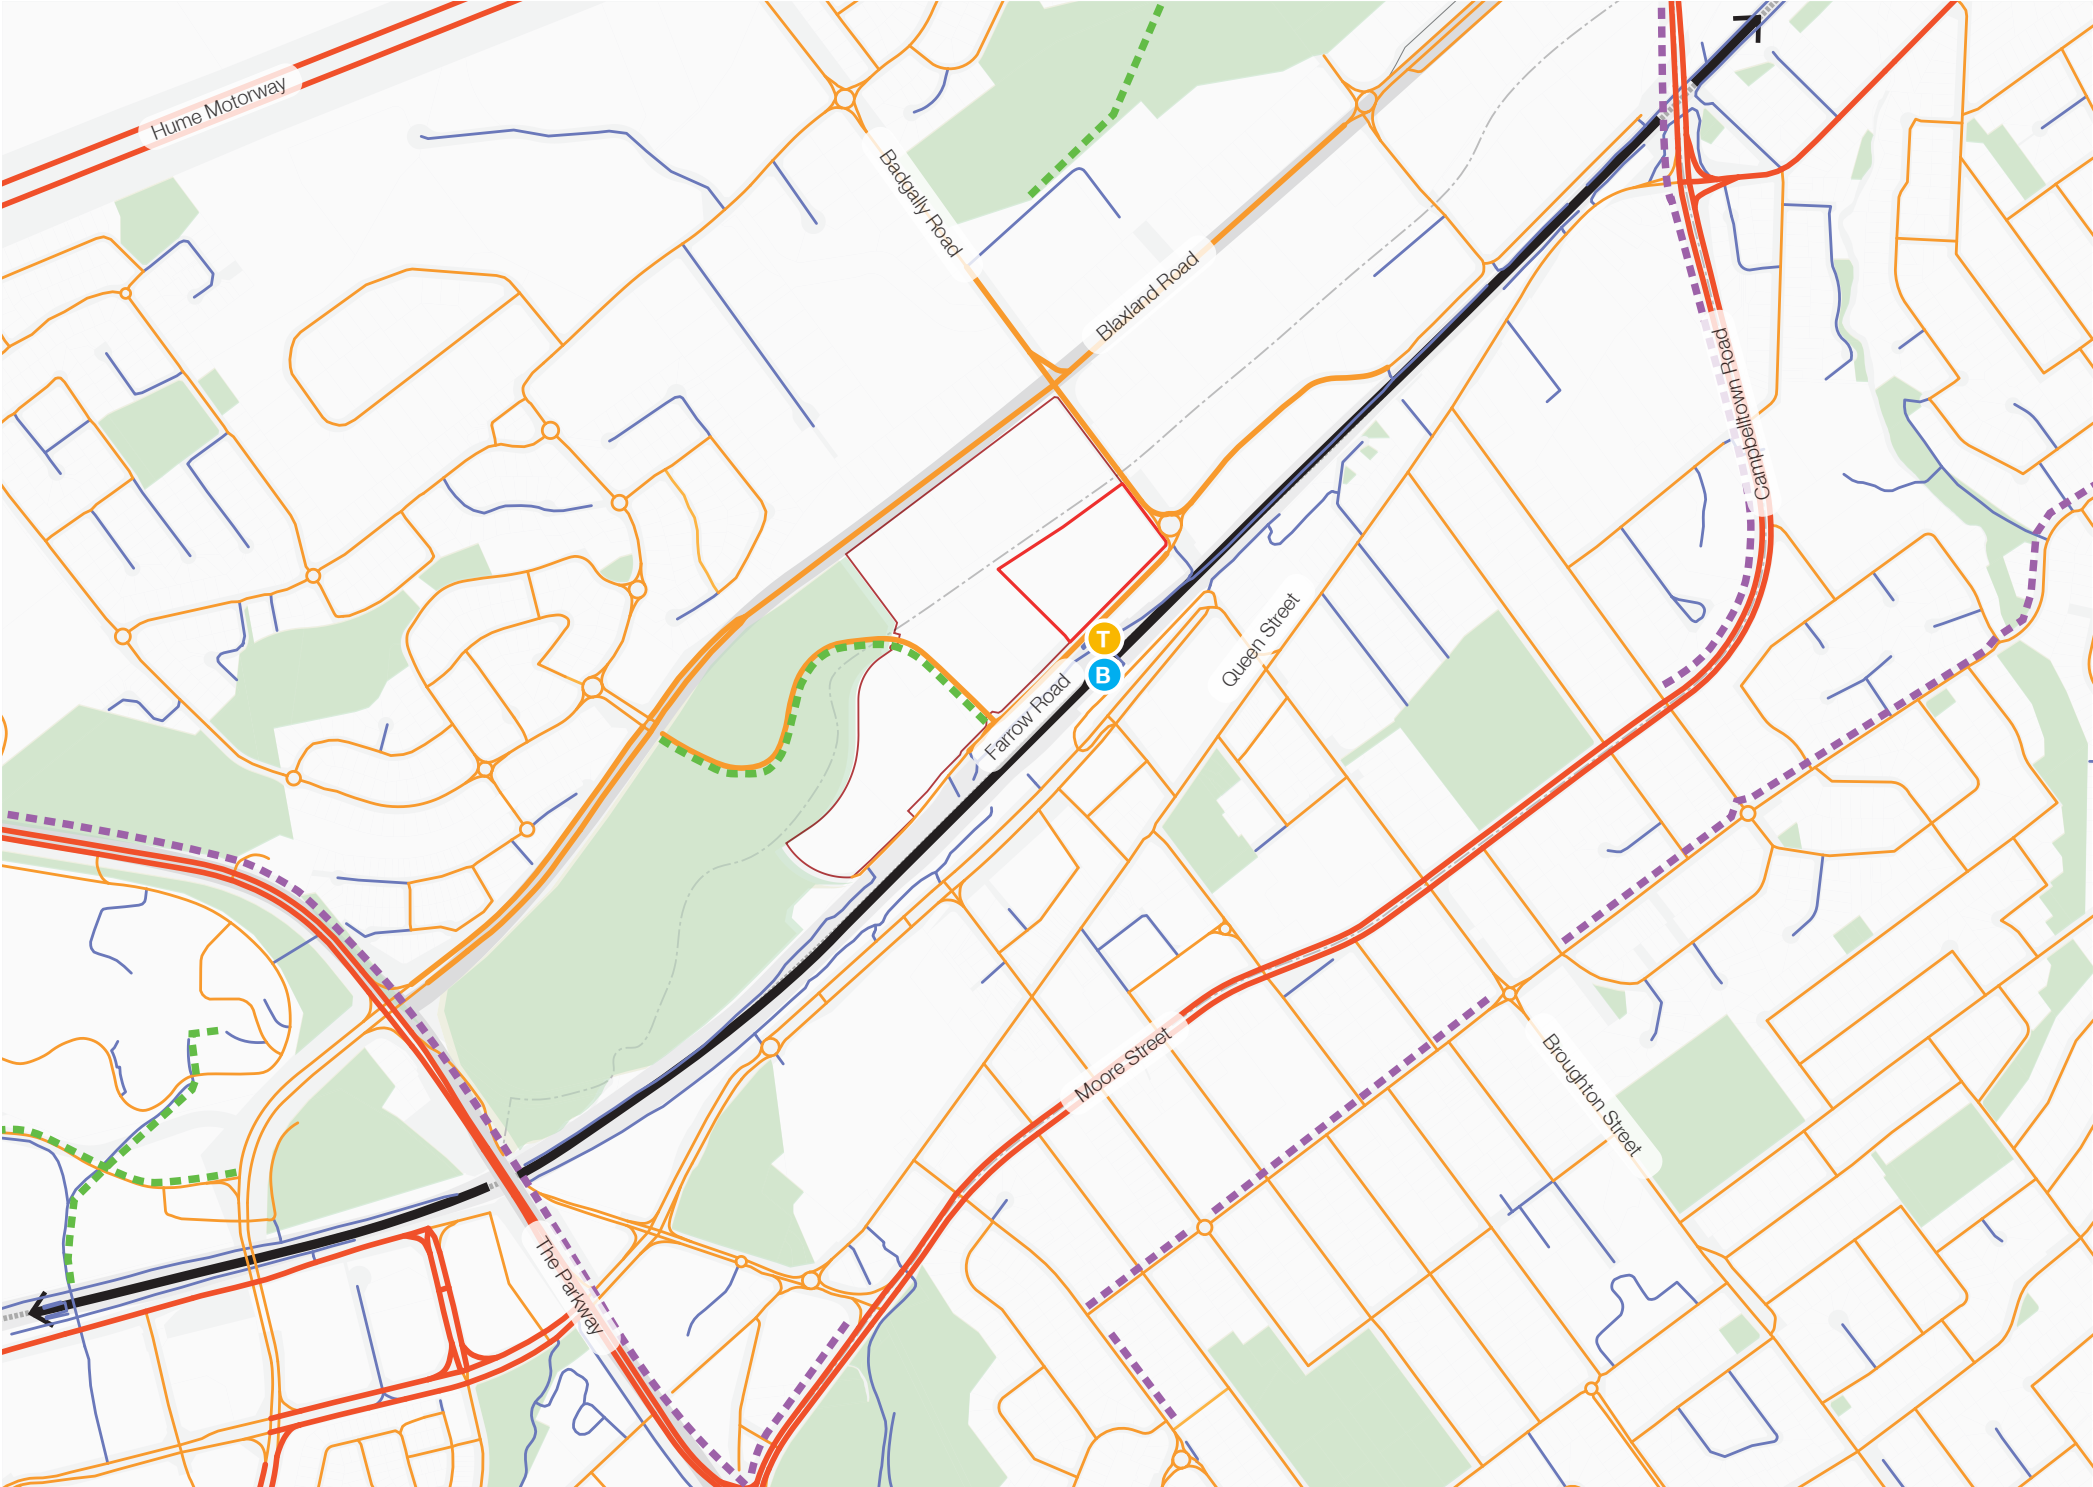 Hume Motorway
Badgally Road
Blaxland Road
Campbelltown Road
Queen Street
T
B
Farrow Road
Moore Street
Broughton Street
The Parkway